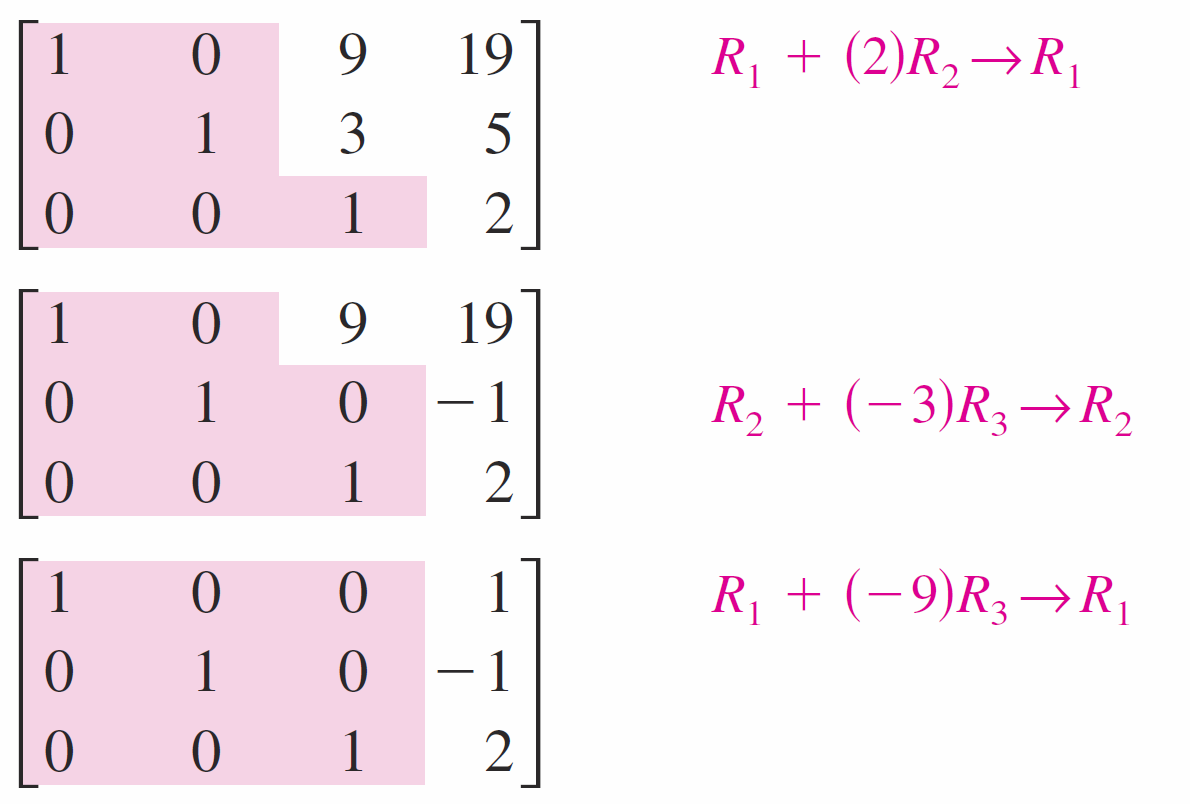 1 0 9 19 R₁ + (2)R₂ → R₁
0 1 3 5
0 0 1 2
1 0 9 19
0 1 0 −1 R₂ + (−3)R₃ → R₂
0 0 1 2
1 0 0 1 R₁ + (−9)R₃ → R₁
0 1 0 −1
0 0 1 2